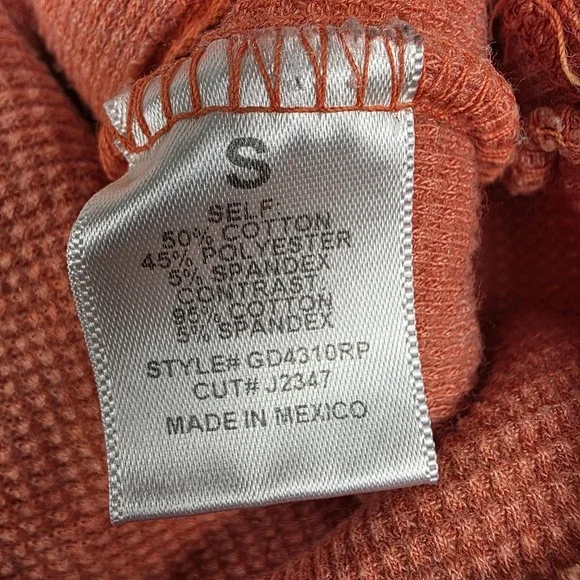 S
SELF:
50% COTTON
45% POLYESTER
5% SPANDEX
CONTRAST:
95% COTTON
5% SPANDEX
STYLE# GD4310RP
CUT# J2347
MADE IN MEXICO